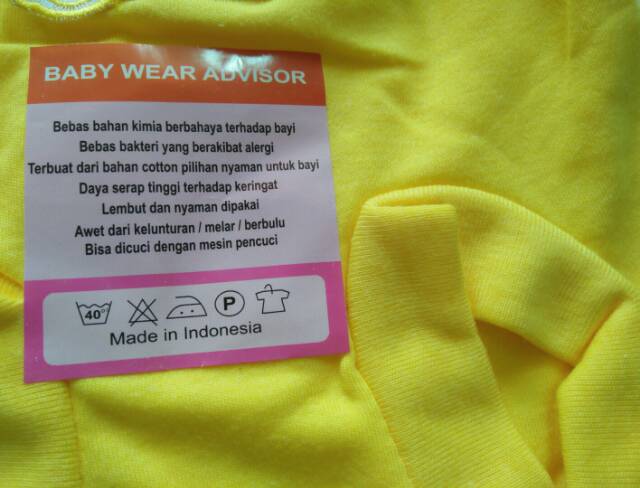 BABY WEAR ADVISOR
Bebas bahan kimia berbahaya terhadap bayi
Bebas bakteri yang berakibat alergi
Terbuat dari bahan cotton pilihan nyaman untuk bayi
Daya serap tinggi terhadap keringat
Lembut dan nyaman dipakai
Awet dari kelunturan / melar / berbulu
Bisa dicuci dengan mesin pencuci
40° P
Made in Indonesia